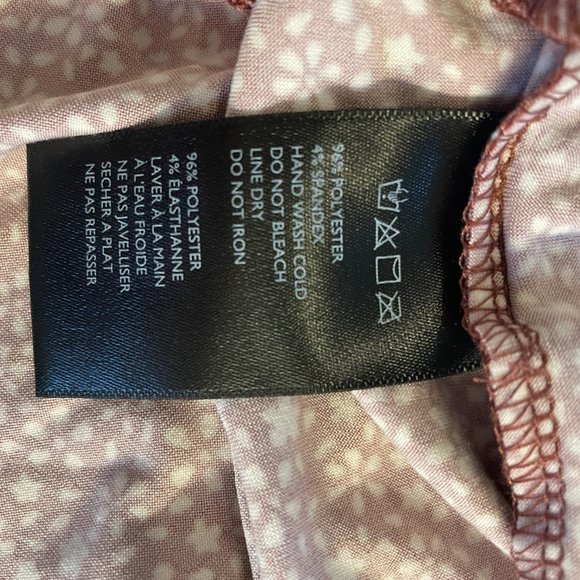 96% POLYESTER
4% SPANDEX
HAND WASH COLD
DO NOT BLEACH
LINE DRY
DO NOT IRON
96% POLYESTER
4% ÉLASTHANNE
LAVER À LA MAIN
À L'EAU FROIDE
NE PAS JAVELLISER
SECHER A PLAT
NE PAS REPASSER